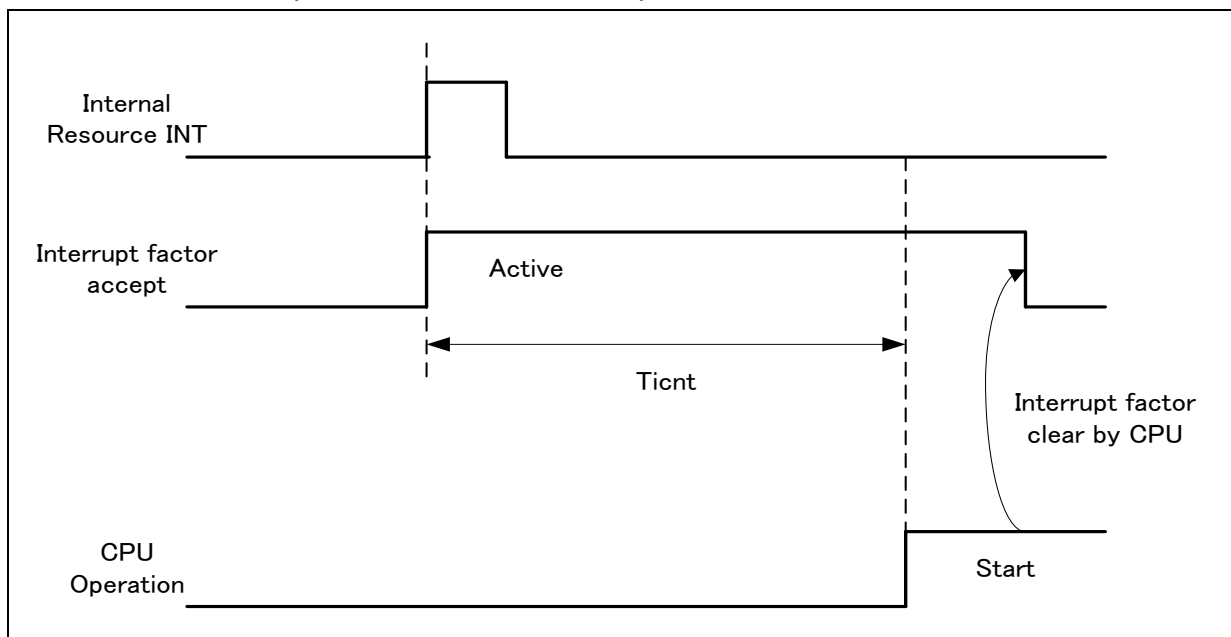 Internal
Resource INT
Interrupt factor
accept
Active
Ticnt
Interrupt factor
clear by CPU
CPU
Operation
Start